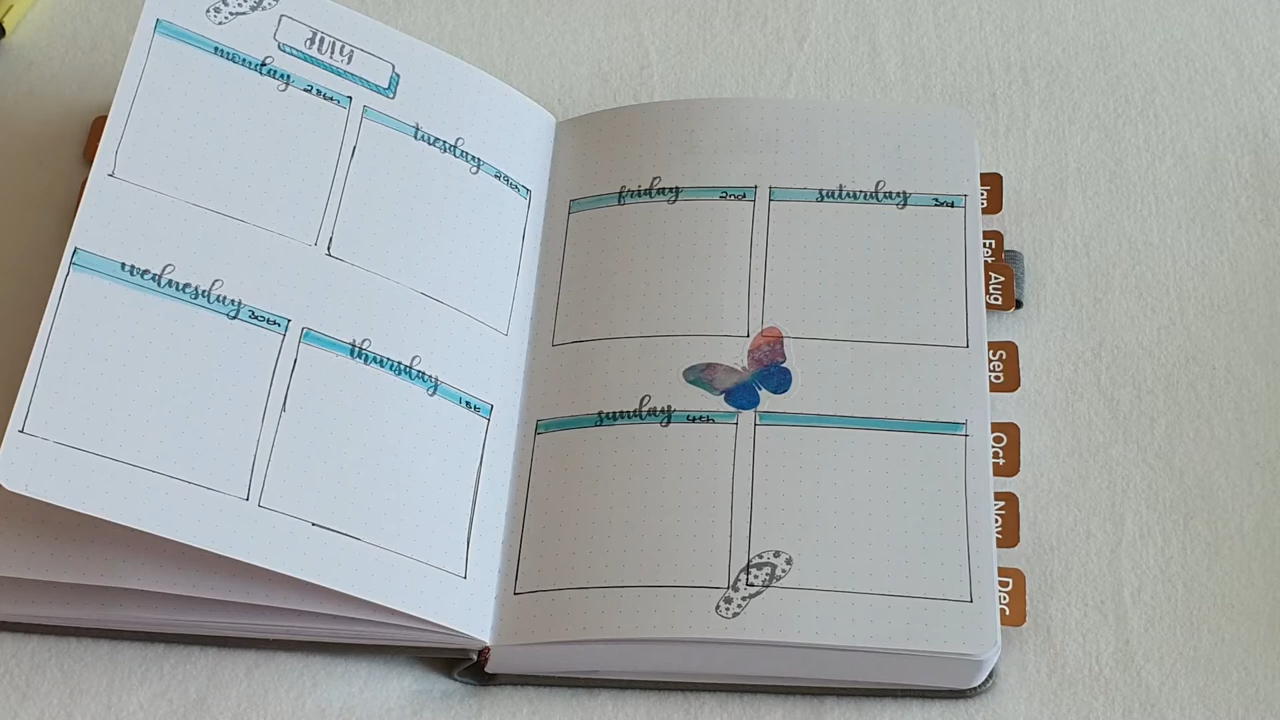 JULY
monday 28th
tuesday 29th
wednesday 30th
thursday 1st
friday 2nd
saturday 3rd
sunday 4th
Jan
Feb
Aug
Sep
Oct
Nov
Dec